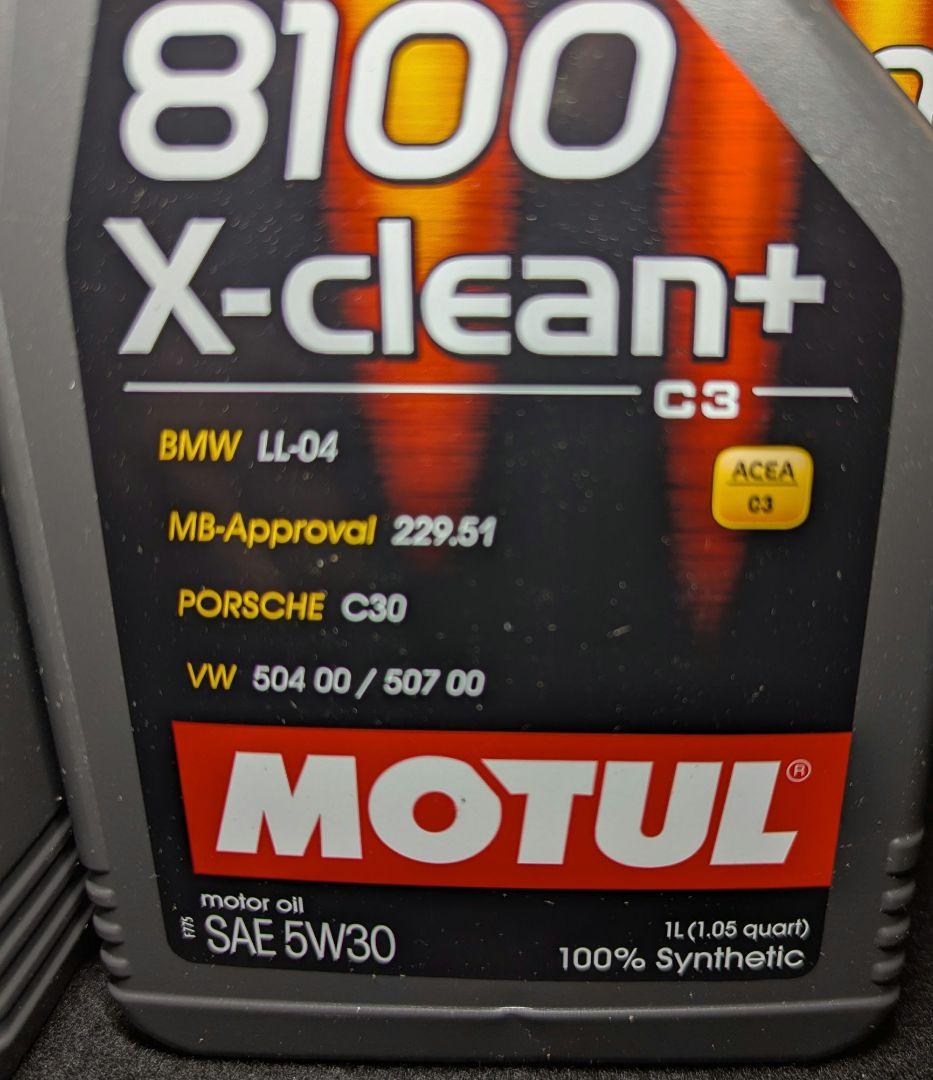 8100
X-clean+
C3
BMW LL-04
ACEA
C3
MB-Approval 229.51
PORSCHE C30
VW 504 00 / 507 00
MOTUL®
motor oil
SAE 5W30
F775
1L (1.05 quart)
100% Synthetic